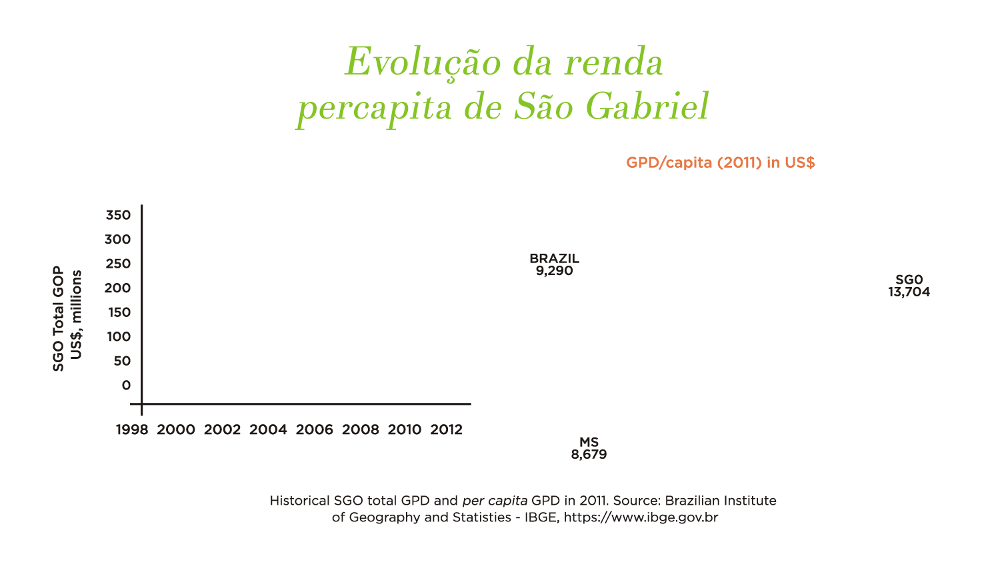 Evolução da renda
percapita de São Gabriel
GPD/capita (2011) in US$
SGO Total GOP
US$, millions
350
300
250
200
150
100
50
0
1998 2000 2002 2004 2006 2008 2010 2012
BRAZIL
9,290
SGO
13,704
MS
8,679
Historical SGO total GPD and per capita GPD in 2011. Source: Brazilian Institute
of Geography and Statisties - IBGE, https://www.ibge.gov.br